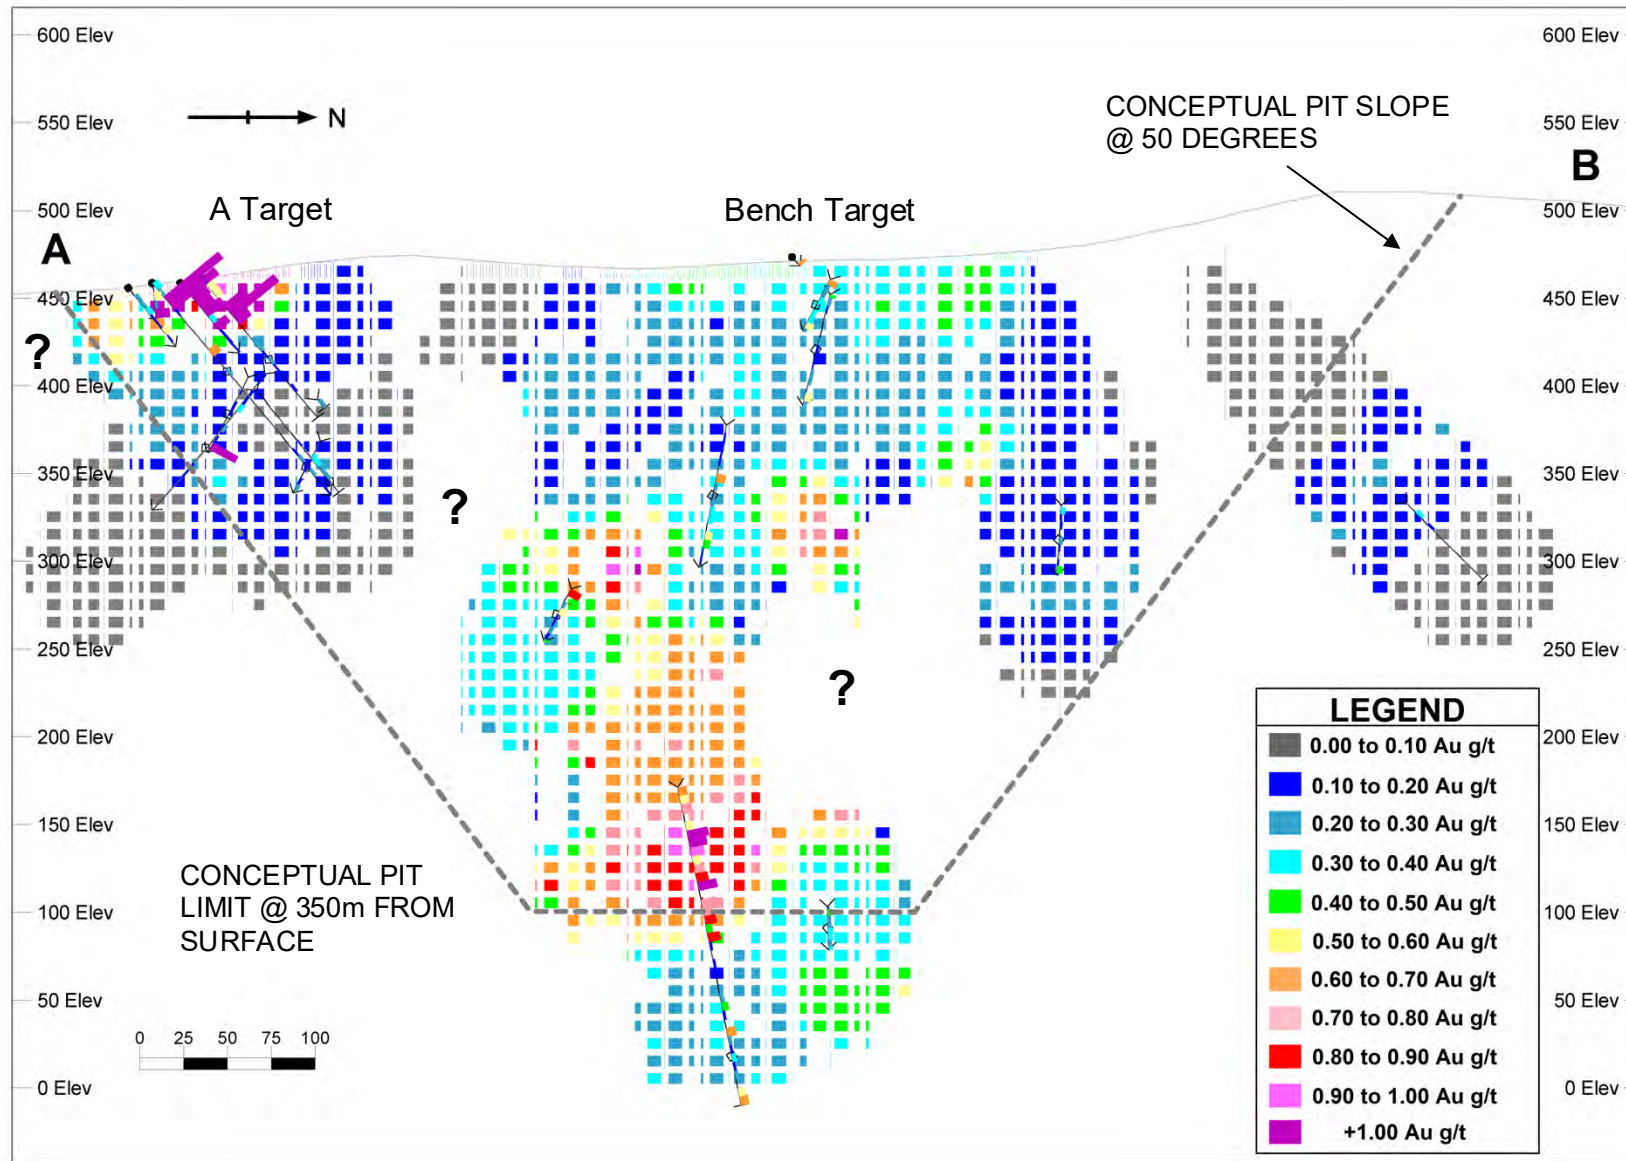 600 Elev
600 Elev
550 Elev
N
CONCEPTUAL PIT SLOPE
@ 50 DEGREES
550 Elev
B
500 Elev
A Target
Bench Target
500 Elev
A
450 Elev
450 Elev
?
400 Elev
400 Elev
350 Elev
350 Elev
?
300 Elev
300 Elev
250 Elev
250 Elev
?
200 Elev
200 Elev
150 Elev
150 Elev
CONCEPTUAL PIT
LIMIT @ 350m FROM
SURFACE
100 Elev
100 Elev
50 Elev
50 Elev
0 25 50 75 100
0 Elev
0 Elev
LEGEND
0.00 to 0.10 Au g/t
0.10 to 0.20 Au g/t
0.20 to 0.30 Au g/t
0.30 to 0.40 Au g/t
0.40 to 0.50 Au g/t
0.50 to 0.60 Au g/t
0.60 to 0.70 Au g/t
0.70 to 0.80 Au g/t
0.80 to 0.90 Au g/t
0.90 to 1.00 Au g/t
+1.00 Au g/t